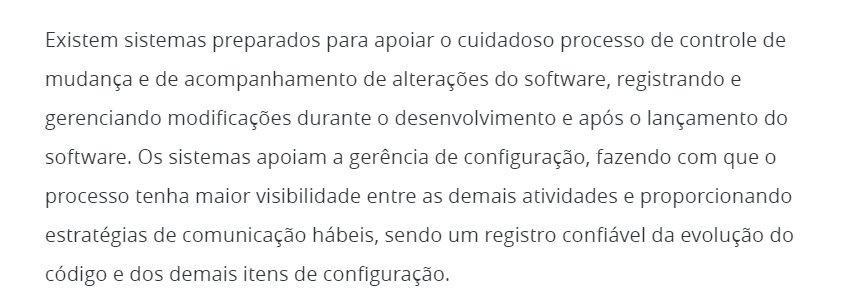 Existem sistemas preparados para apoiar o cuidadoso processo de controle de
mudança e de acompanhamento de alterações do software, registrando e
gerenciando modificações durante o desenvolvimento e após o lançamento do
software. Os sistemas apoiam a gerência de configuração, fazendo com que o
processo tenha maior visibilidade entre as demais atividades e proporcionando
estratégias de comunicação hábeis, sendo um registro confiável da evolução do
código e dos demais itens de configuração.